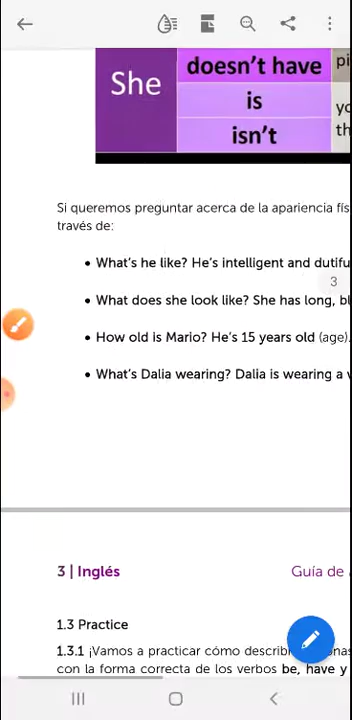 She
doesn't have
is
isn't
Si queremos preguntar acerca de la apariencia
través de:
• What's he like? He's intelligent and
3
• What does she look like? She has long,
• How old is Mario? He's 15 years old (age).
• What's Dalia wearing? Dalia is wearing a
3 | Inglés
Guía de
1.3 Practice
1.3.1 ¡Vamos a practicar cómo
con la forma correcta de los verbos be, have y